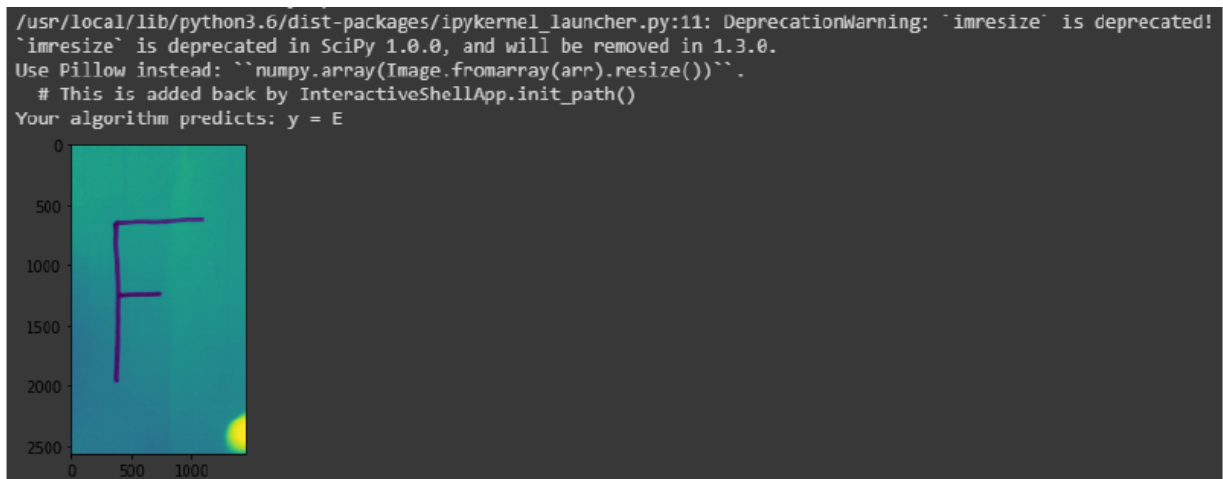 /usr/local/lib/python3.6/dist-packages/ipykernel_launcher.py:11: DeprecationWarning: `imresize` is deprecated!
`imresize` is deprecated in SciPy 1.0.0, and will be removed in 1.3.0.
Use Pillow instead: ``numpy.array(Image.fromarray(arr).resize())``.
# This is added back by InteractiveShellApp.init_path()
Your algorithm predicts: y = E
0
500
F
1000
1500
2000
2500
0 500 1000